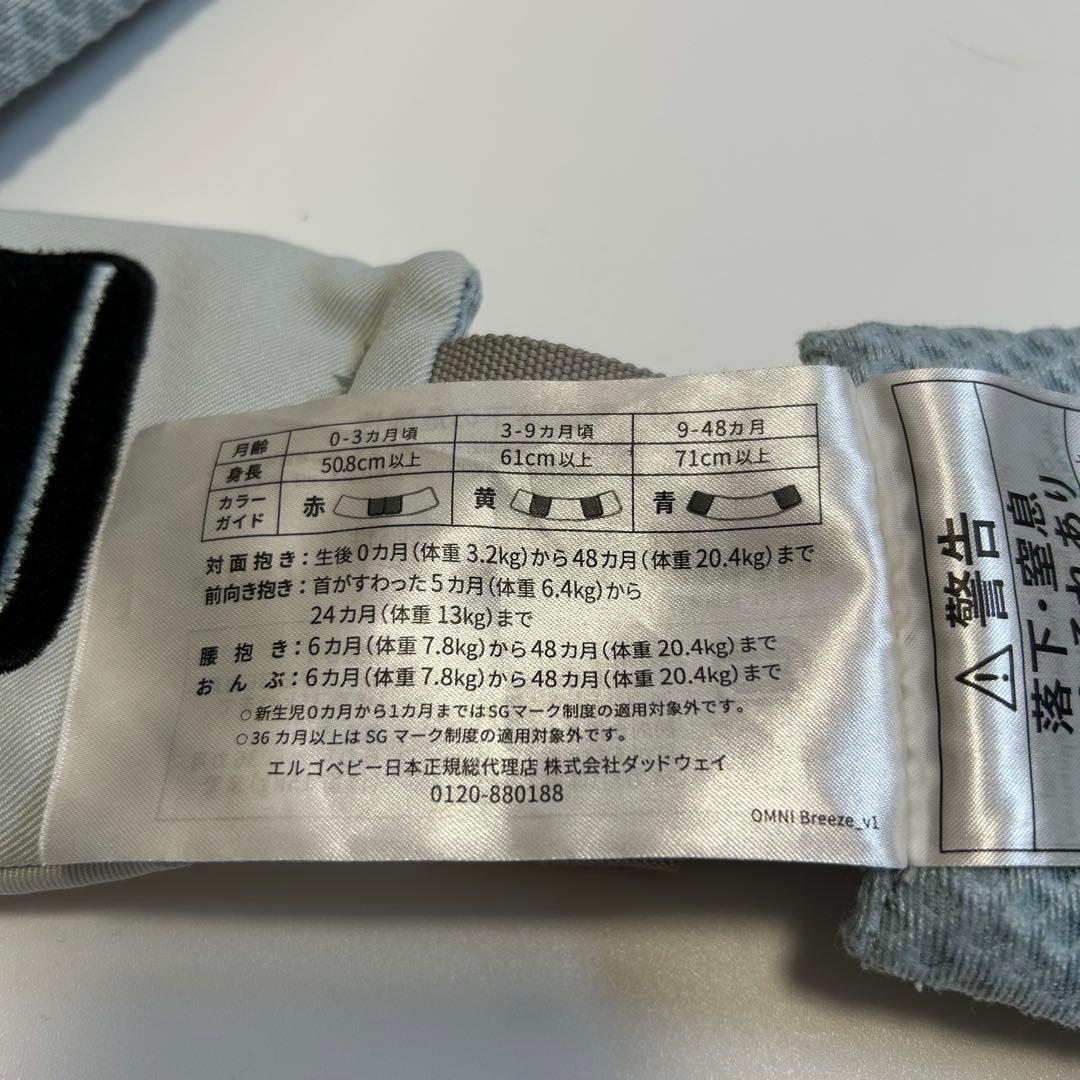 月齢 0-3カ月頃 3-9カ月頃 9-48カ月
身長 50.8cm以上 61cm以上 71cm以上
カラーガイド 赤 黄 青
対面抱き：生後0カ月（体重3.2kg）から48カ月（体重20.4kg）まで
前向き抱き：首がすわった5カ月（体重6.4kg）から
24カ月（体重13kg）まで
腰抱き：6カ月（体重7.8kg）から48カ月（体重20.4kg）まで
おんぶ：6カ月（体重7.8kg）から48カ月（体重20.4kg）まで
○新生児0カ月から1カ月まではSGマーク制度の適用対象外です。
○36カ月以上はSGマーク制度の適用対象外です。
エルゴベビー日本正規総代理店 株式会社ダッドウェイ
0120-880188
OMNI Breeze_v1
警告
落下・窒息
あり